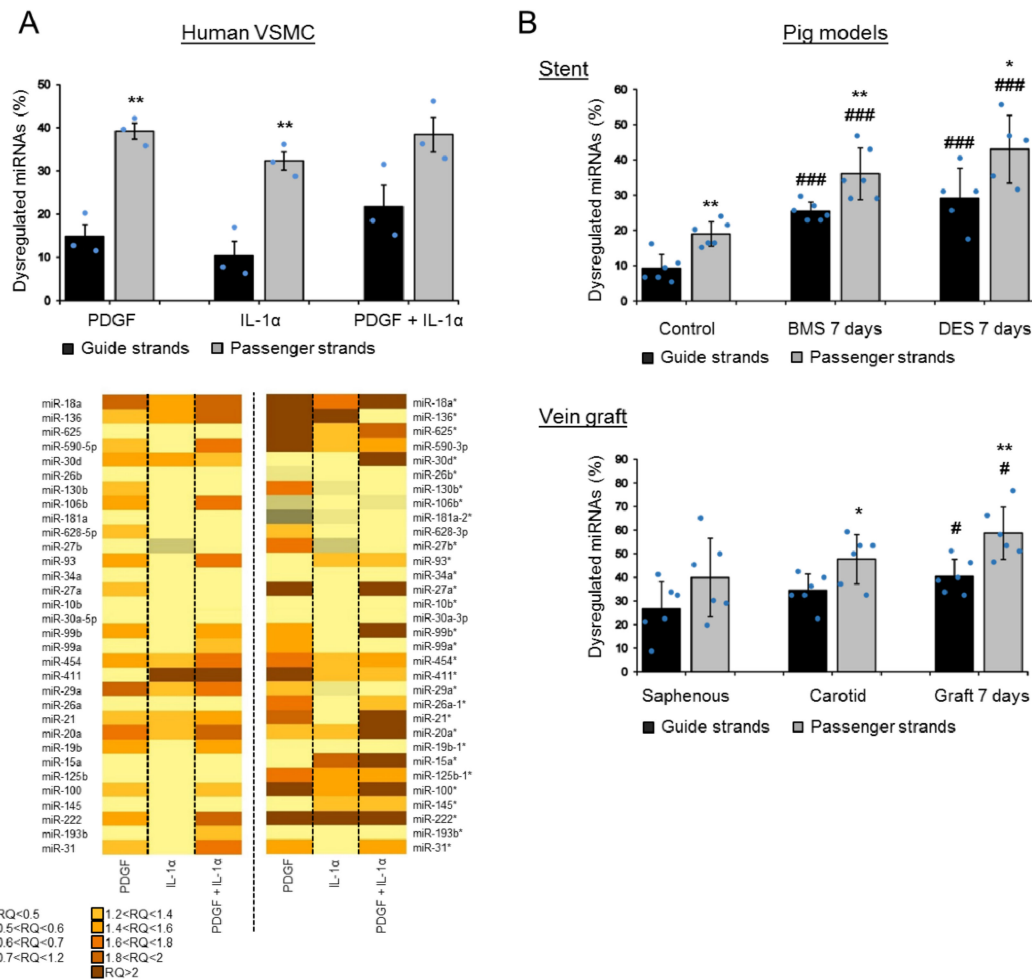 A
Human VSMC
Dysregulated miRNAs (%)
50
40
30
20
10
0
**
**
PDGF
IL-1α
PDGF + IL-1α
Guide strands
Passenger strands
miR-18a
miR-136
miR-625
miR-590-5p
miR-30d
miR-26b
miR-130b
miR-106b
miR-181a
miR-628-5p
miR-27b
miR-93
miR-34a
miR-27a
miR-10b
miR-30a-5p
miR-99b
miR-99a
miR-454
miR-411
miR-29a
miR-26a
miR-21
miR-20a
miR-19b
miR-15a
miR-125b
miR-100
miR-145
miR-222
miR-193b
miR-31
miR-18a*
miR-136*
miR-625*
miR-590-3p
miR-30d*
miR-26b*
miR-130b*
miR-106b*
miR-181a-2*
miR-628-3p
miR-27b*
miR-93*
miR-34a*
miR-27a*
miR-10b*
miR-30a-3p
miR-99b*
miR-99a*
miR-454*
miR-411*
miR-29a*
miR-26a-1*
miR-21*
miR-20a*
miR-19b-1*
miR-15a*
miR-125b-1*
miR-100*
miR-145*
miR-222*
miR-193b*
miR-31*
PDGF
IL-1α
PDGF + IL-1α
PDGF
IL-1α
PDGF + IL-1α
RQ<0.5
0.5<RQ<0.6
0.6<RQ<0.7
0.7<RQ<1.2
1.2<RQ<1.4
1.4<RQ<1.6
1.6<RQ<1.8
1.8<RQ<2
RQ>2
B
Pig models
Stent
Dysregulated miRNAs (%)
60
50
40
30
20
10
0
**
###
**
###
###
*
###
Control
BMS 7 days
DES 7 days
Guide strands
Passenger strands
Vein graft
Dysregulated miRNAs (%)
90
80
70
60
50
40
30
20
10
0
*
#
**
#
Saphenous
Carotid
Graft 7 days
Guide strands
Passenger strands